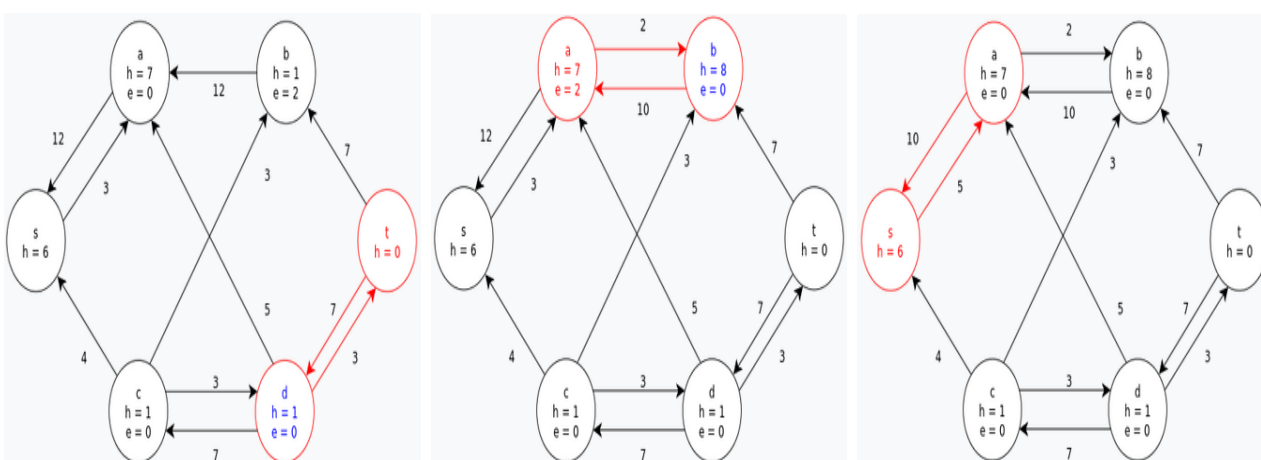 a
h = 7
e = 0
b
h = 1
e = 2
12
12
3
3
7
s
h = 6
t
h = 0
5
7
3
4
c
h = 1
e = 0
3
d
h = 1
e = 0
7
2
a
h = 7
e = 2
b
h = 8
e = 0
10
12
3
3
7
s
h = 6
t
h = 0
5
7
3
4
c
h = 1
e = 0
3
d
h = 1
e = 0
7
2
a
h = 7
e = 0
b
h = 8
e = 0
10
10
5
3
7
s
h = 6
t
h = 0
5
7
3
4
c
h = 1
e = 0
3
d
h = 1
e = 0
7